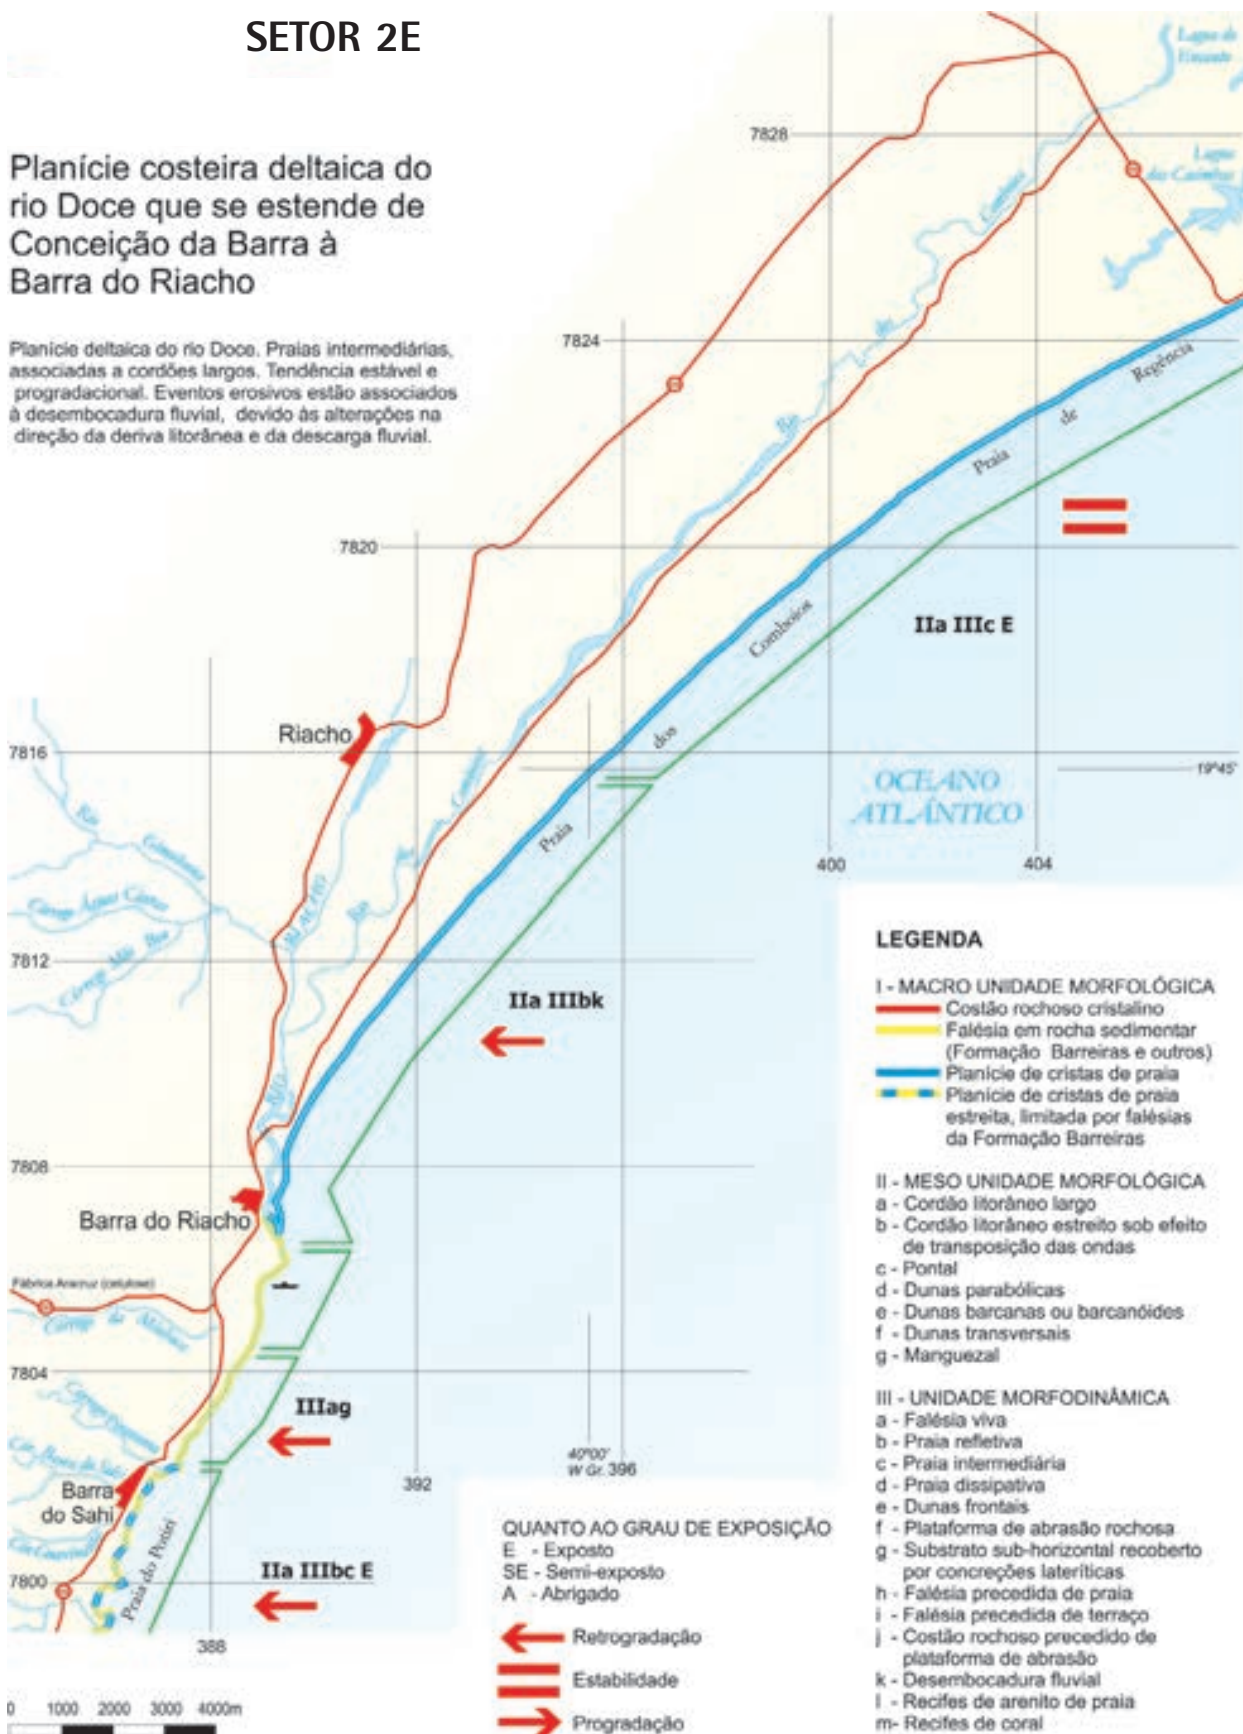 SETOR 2E
Planície costeira deltaica do
rio Doce que se estende de
Conceição da Barra à
Barra do Riacho
Planície deltaica do rio Doce. Praias intermediárias,
associadas a cordões largos. Tendência estável e
progradacional. Eventos erosivos estão associados
à desembocadura fluvial, devido às alterações na
direção da deriva litorânea e da descarga fluvial.
Lagoa do
7828
Lagoa
7824
Regência
de
Praia
Rio
7820
IIa IIIc E
Comboios
dos
Praia
Riacho
7816
19º45'
OCEANO
ATLÂNTICO
400
404
Rio
RIACHO
7812
IIa IIIbk
7808
Barra do Riacho
Fábrica Aracruz (celulose)
7804
IIIag
40º00'
W Gr.
396
392
Barra
do Sahi
7800
Praia do Potiri
IIa IIIbc E
388
0 1000 2000 3000 4000m
QUANTO AO GRAU DE EXPOSIÇÃO
E - Exposto
SE - Semi-exposto
A - Abrigado
Retrogradação
Estabilidade
Progradação
LEGENDA
I - MACRO UNIDADE MORFOLÓGICA
Costão rochoso cristalino
Falésia em rocha sedimentar
(Formação Barreiras e outros)
Planície de cristas de praia
Planície de cristas de praia
estreita, limitada por falésias
da Formação Barreiras
II - MESO UNIDADE MORFOLÓGICA
a - Cordão litorâneo largo
b - Cordão litorâneo estreito sob efeito
de transposição das ondas
c - Pontal
d - Dunas parabólicas
e - Dunas barcanas ou barcanóides
f - Dunas transversais
g - Manguezal
III - UNIDADE MORFODINÂMICA
a - Falésia viva
b - Praia refletiva
c - Praia intermediária
d - Praia dissipativa
e - Dunas frontais
f - Plataforma de abrasão rochosa
g - Substrato sub-horizontal recoberto
por concreções lateríticas
h - Falésia precedida de praia
i - Falésia precedida de terraço
j - Costão rochoso precedido de
plataforma de abrasão
k - Desembocadura fluvial
l - Recifes de arenito de praia
m- Recifes de coral